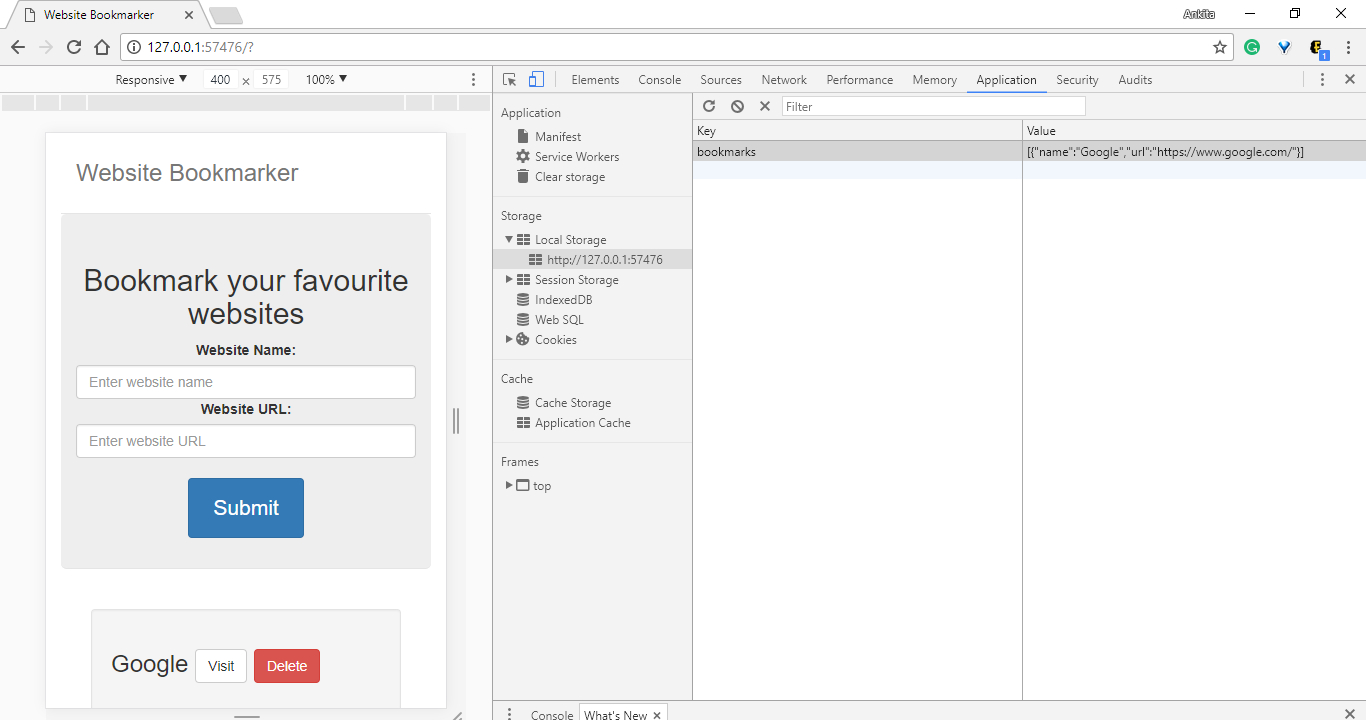 Website Bookmarker
Ankita
127.0.0.1:57476/?
1
Responsive 400 × 575 100%
Elements Console Sources Network Performance Memory Application Security Audits
Website Bookmarker
Bookmark your favourite
websites
Website Name:
Enter website name
Website URL:
Enter website URL
Submit
Google Visit Delete
Application
Manifest
Service Workers
Clear storage
Storage
Local Storage
http://127.0.0.1:57476
Session Storage
IndexedDB
Web SQL
Cookies
Cache
Cache Storage
Application Cache
Frames
top
Filter
Key Value
bookmarks [{"name":"Google","url":"https://www.google.com/"}]
Console What's New